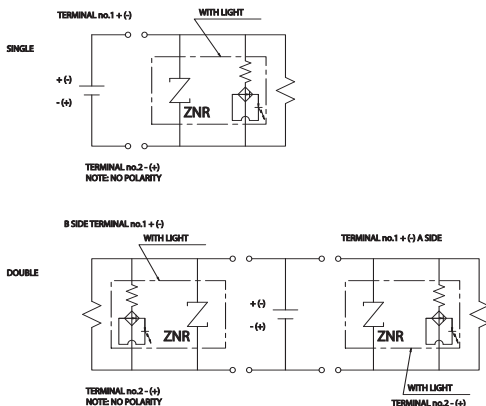 TERMINAL no.1 + (-)
WITH LIGHT
SINGLE
+ (-)
- (+)
ZNR
TERMINAL no.2 - (+)
NOTE: NO POLARITY
B SIDE TERMINAL no.1 + (-)
WITH LIGHT
TERMINAL no.1 + (-) A SIDE
DOUBLE
+ (-)
- (+)
ZNR
ZNR
TERMINAL no.2 - (+)
NOTE: NO POLARITY
WITH LIGHT
TERMINAL no.2 - (+)